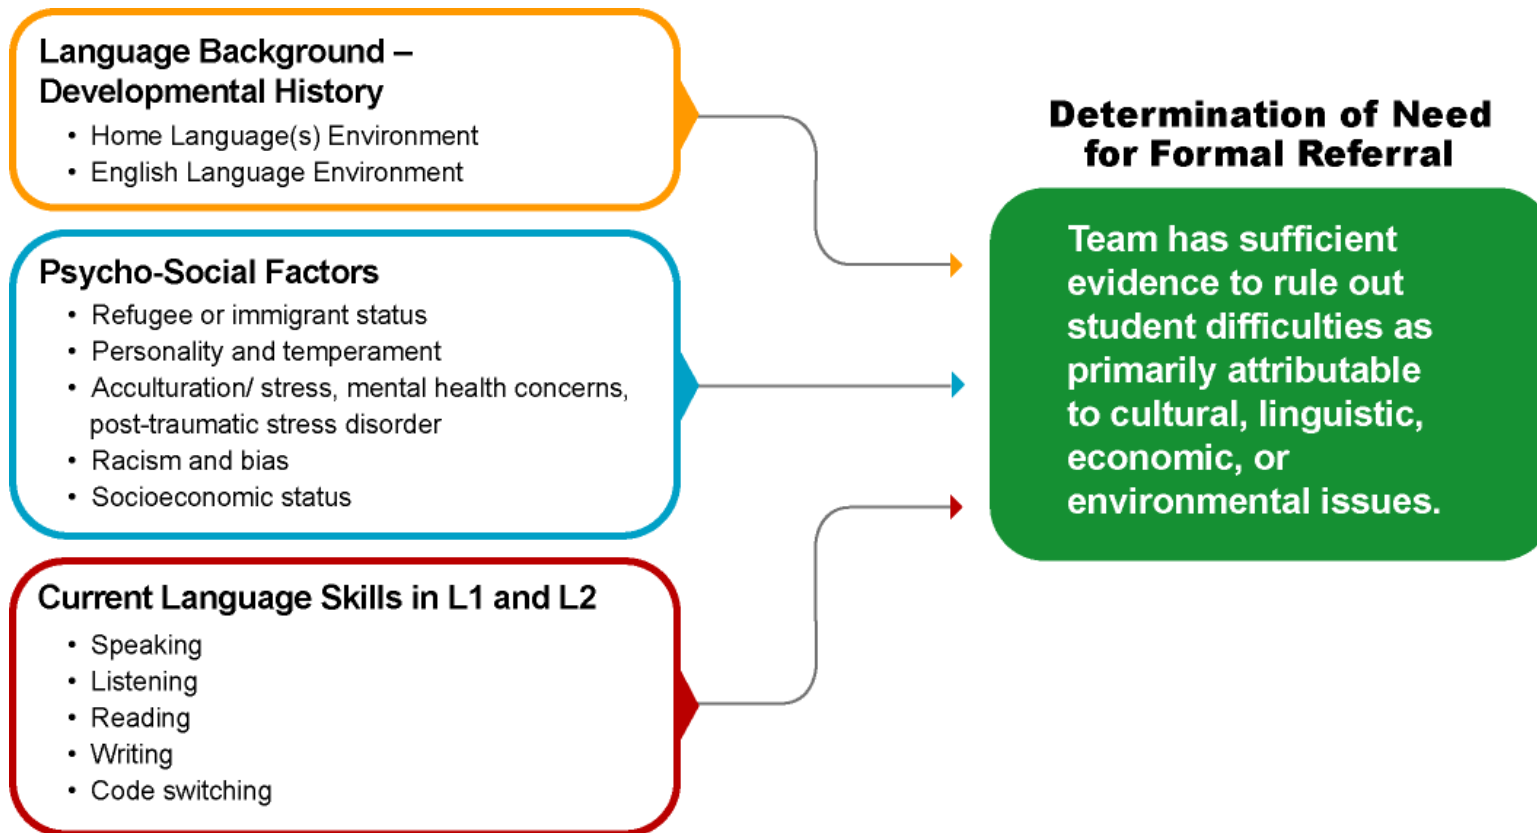 Language Background –
Developmental History
• Home Language(s) Environment
• English Language Environment
Psycho-Social Factors
• Refugee or immigrant status
• Personality and temperament
• Acculturation/ stress, mental health concerns,
post-traumatic stress disorder
• Racism and bias
• Socioeconomic status
Current Language Skills in L1 and L2
• Speaking
• Listening
• Reading
• Writing
• Code switching
Determination of Need
for Formal Referral
Team has sufficient
evidence to rule out
student difficulties as
primarily attributable
to cultural, linguistic,
economic, or
environmental issues.